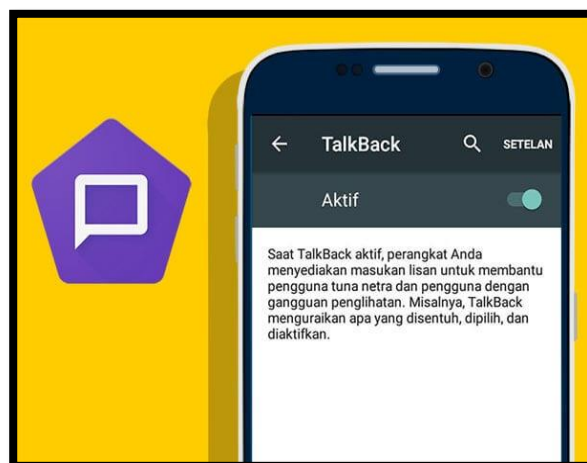 TalkBack SETELAN
Aktif
Saat TalkBack aktif, perangkat Anda
menyediakan masukan lisan untuk membantu
pengguna tuna netra dan pengguna dengan
gangguan penglihatan. Misalnya, TalkBack
menguraikan apa yang disentuh, dipilih, dan
diaktifkan.